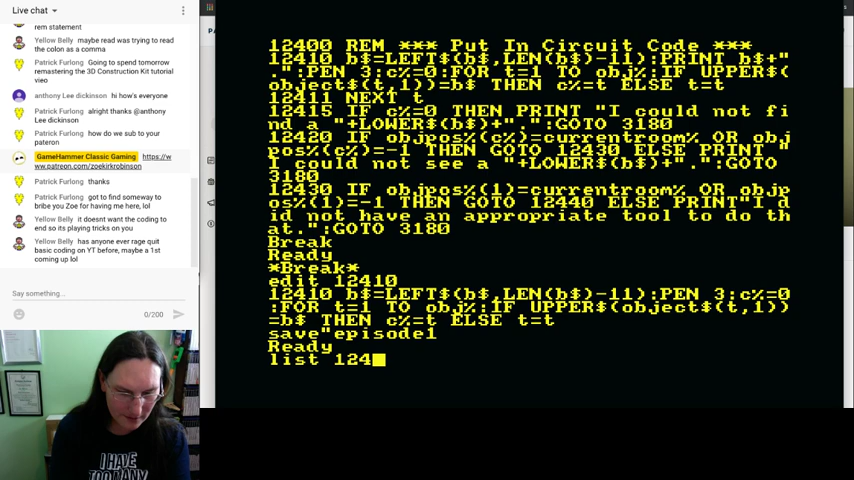 Live chat
rem statement
Yellow Belly maybe read was trying to
read the colon as a comma
Patrick Furlong Going to spend tomorrow
remastering the 3D Construction Kit tutorial
vieo
anthony Lee dickinson hi how's everyone
Patrick Furlong alright thanks @anthony
Lee dickinson
Patrick Furlong how do we sub to your
patreon
GameHammer Classic Gaming https://w
ww.patreon.com/zoekirkrobinson
Patrick Furlong thanks
Patrick Furlong got to find someway to
bribe you Zoe for having me here, lol
Yellow Belly it doesnt want the coding to
end so its playing tricks on you
Yellow Belly has anyone ever rage quit
basic coding on YT before, maybe a 1st
coming up lol
Say something...
0/200
PA
12400 REM *** Put In Circuit Code ***
12410 b$=LEFT$(b$,LEN(b$)-11):PRINT b$+"
.":PEN 3:c%=0:FOR t=1 TO obj%:IF UPPER$(
object$(t,1))=b$ THEN c%=t ELSE t=t
12411 NEXT t
12415 IF c%=0 THEN PRINT "I could not fi
nd a "+LOWER$(b$)+".":GOTO 3180
12420 IF objpos%(c%)=currentroom% OR obj
pos%(c%)=-1 THEN GOTO 12430 ELSE PRINT "
I could not see a "+LOWER$(b$)+".":GOTO
3180
12430 IF objpos%(1)=currentroom% OR objp
os%(1)=-1 THEN GOTO 12440 ELSE PRINT"I d
id not have an appropriate tool to do th
at.":GOTO 3180
Break
Ready
*Break*
edit 12410
12410 b$=LEFT$(b$,LEN(b$)-11):PEN 3:c%=0
:FOR t=1 TO obj%:IF UPPER$(object$(t,1))
=b$ THEN c%=t ELSE t=t
save"episode1
Ready
list 124
I HAVE
TOO MANY